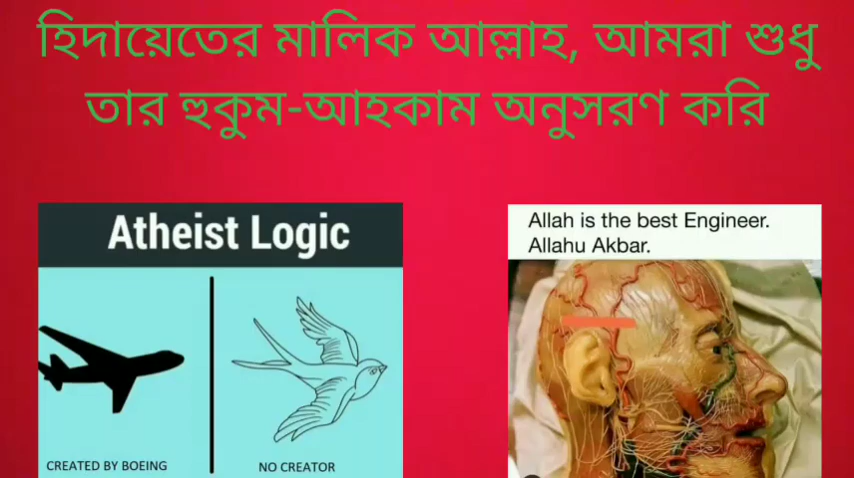 হিদায়েতের মালিক আল্লাহ, আমরা শুধু
তার হুকুম-আহকাম অনুসরণ করি
Atheist Logic
CREATED BY BOEING
NO CREATOR
Allah is the best Engineer.
Allahu Akbar.